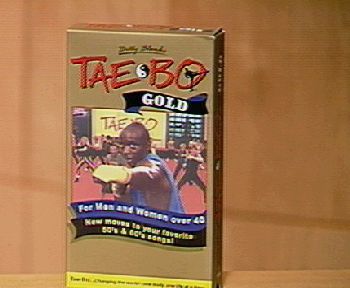 Billy Blanks
TAE BO
GOLD
TAE BO
For Men and Women over 40
New moves to your favorite
50's & 60's songs!